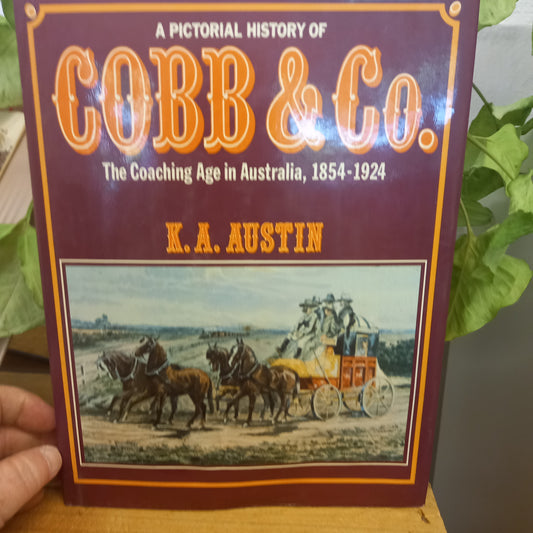 A PICTORIAL HISTORY OF
COBB & Co.
The Coaching Age in Australia, 1854-1924
K. A. AUSTIN